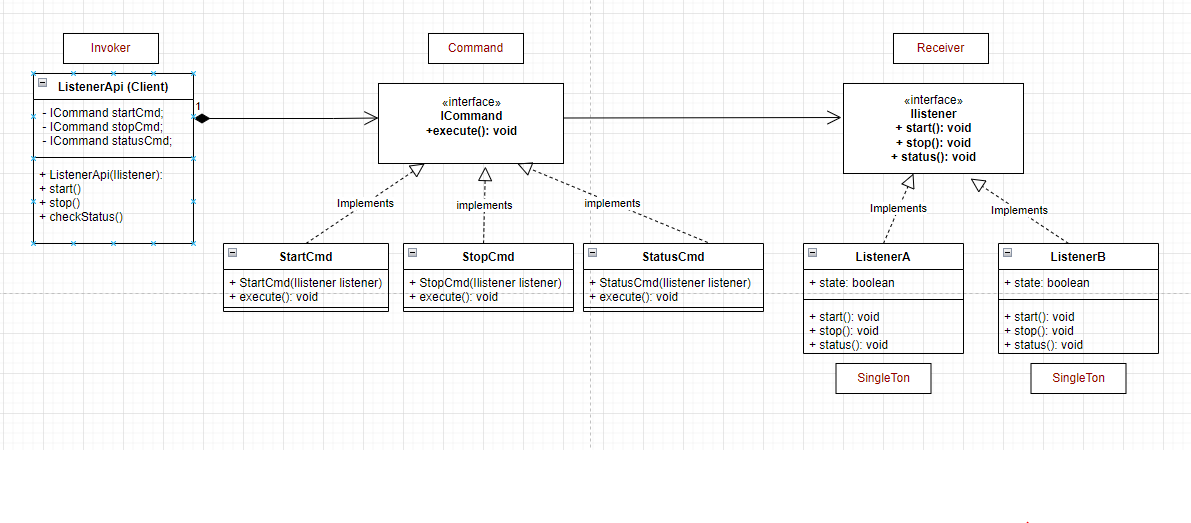 Invoker
Command
Receiver
ListenerApi (Client)
- ICommand startCmd;
- ICommand stopCmd;
- ICommand statusCmd;
+ ListenerApi(Ilistener):
+ start()
+ stop()
+ checkStatus()
1
«interface»
ICommand
+execute(): void
«interface»
Ilistener
+ start(): void
+ stop(): void
+ status(): void
Implements
implements
implements
Implements
Implements
StartCmd
+ StartCmd(Ilistener listener)
+ execute(): void
StopCmd
+ StopCmd(Ilistener listener)
+ execute(): void
StatusCmd
+ StatusCmd(Ilistener listener)
+ execute(): void
ListenerA
+ state: boolean
+ start(): void
+ stop(): void
+ status(): void
ListenerB
+ state: boolean
+ start(): void
+ stop(): void
+ status(): void
SingleTon
SingleTon